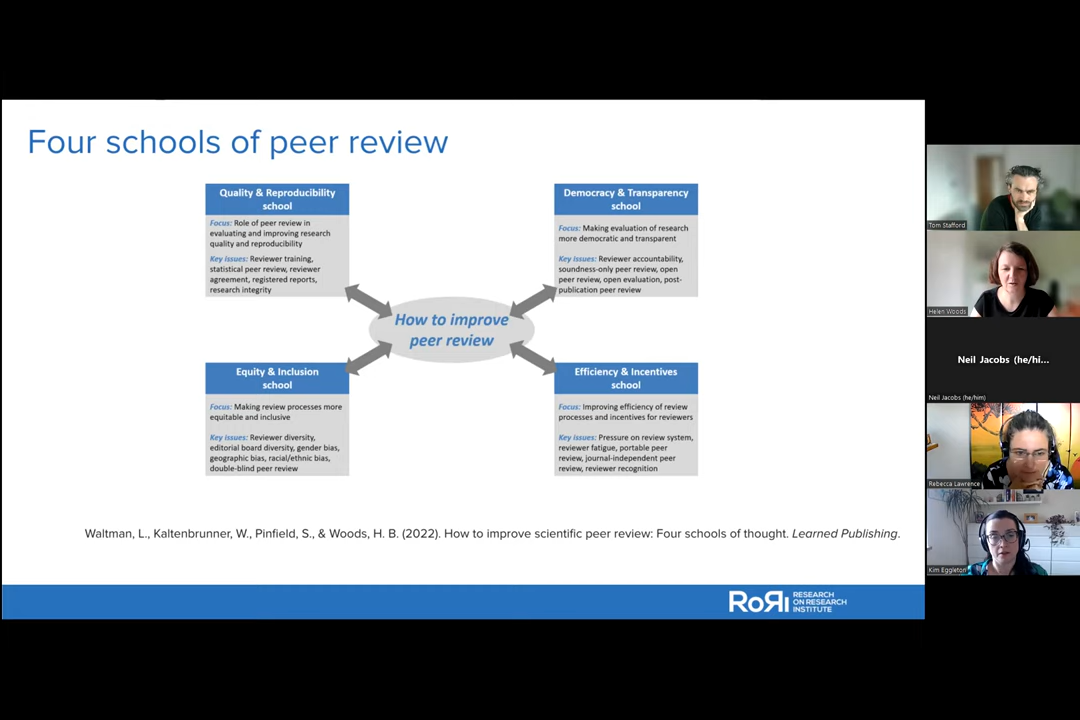 Four schools of peer review
Quality & Reproducibility
school
Focus: Role of peer review in
evaluating and improving research
quality and reproducibility
Key issues: Reviewer training,
statistical peer review, reviewer
agreement, registered reports,
research integrity
Democracy & Transparency
school
Focus: Making evaluation of research
more democratic and transparent
Key issues: Reviewer accountability,
soundness-only peer review, open
peer review, open evaluation, post-
publication peer review
How to improve
peer review
Equity & Inclusion
school
Focus: Making review processes more
equitable and inclusive
Key issues: Reviewer diversity,
editorial board diversity, gender bias,
geographic bias, racial/ethnic bias,
double-blind peer review
Efficiency & Incentives
school
Focus: Improving efficiency of review
processes and incentives for reviewers
Key issues: Pressure on review system,
reviewer fatigue, portable peer
review, journal-independent peer
review, reviewer recognition
Waltman, L., Kaltenbrunner, W., Pinfield, S., & Woods, H. B. (2022). How to improve scientific peer review: Four schools of thought. Learned Publishing.
RoRI
RESEARCH
ON RESEARCH
INSTITUTE
Tom Stafford
Helen Woods
Neil Jacobs (he/hi...
Neil Jacobs (he/him)
Rebecca Lawrence
Kim Eggleton